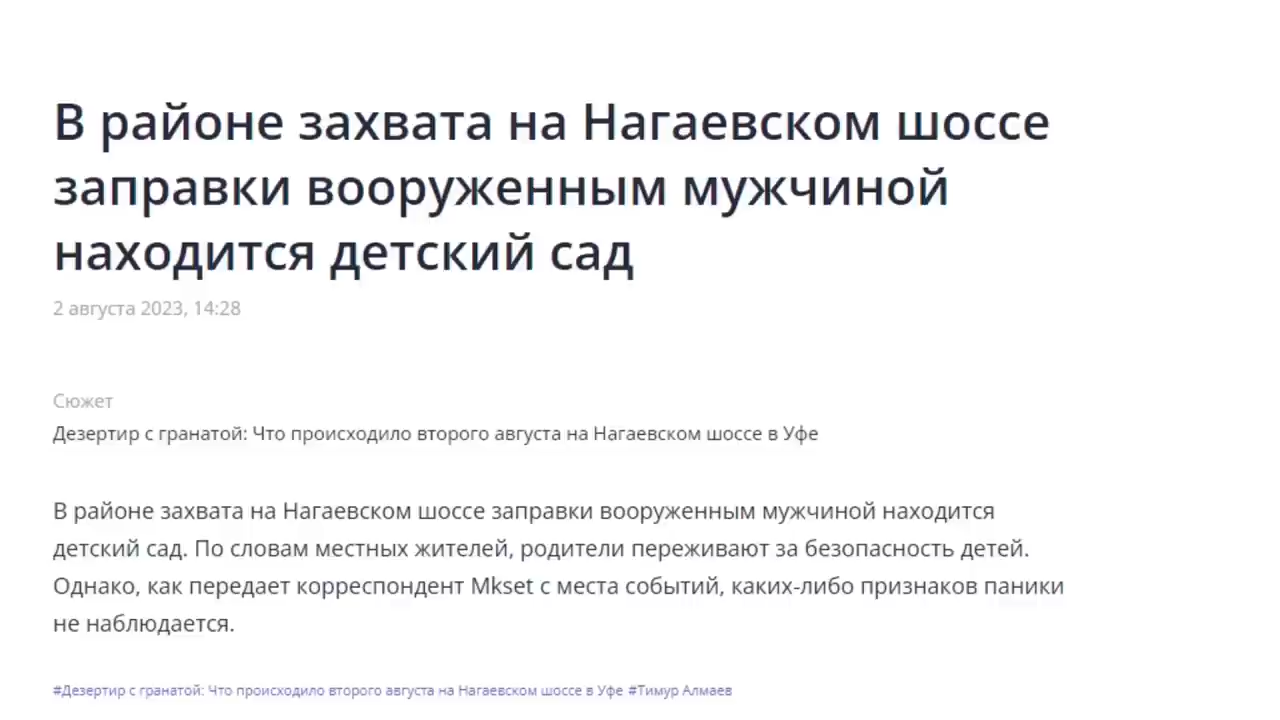 В районе захвата на Нагаевском шоссе
заправки вооруженным мужчиной
находится детский сад
2 августа 2023, 14:28
Сюжет
Дезертир с гранатой: Что происходило второго августа на Нагаевском шоссе в Уфе
В районе захвата на Нагаевском шоссе заправки вооруженным мужчиной находится
детский сад. По словам местных жителей, родители переживают за безопасность детей.
Однако, как передает корреспондент Mkset с места событий, каких-либо признаков паники
не наблюдается.
#Дезертир с гранатой: Что происходило второго августа на Нагаевском шоссе в Уфе #Тимур Алмаев